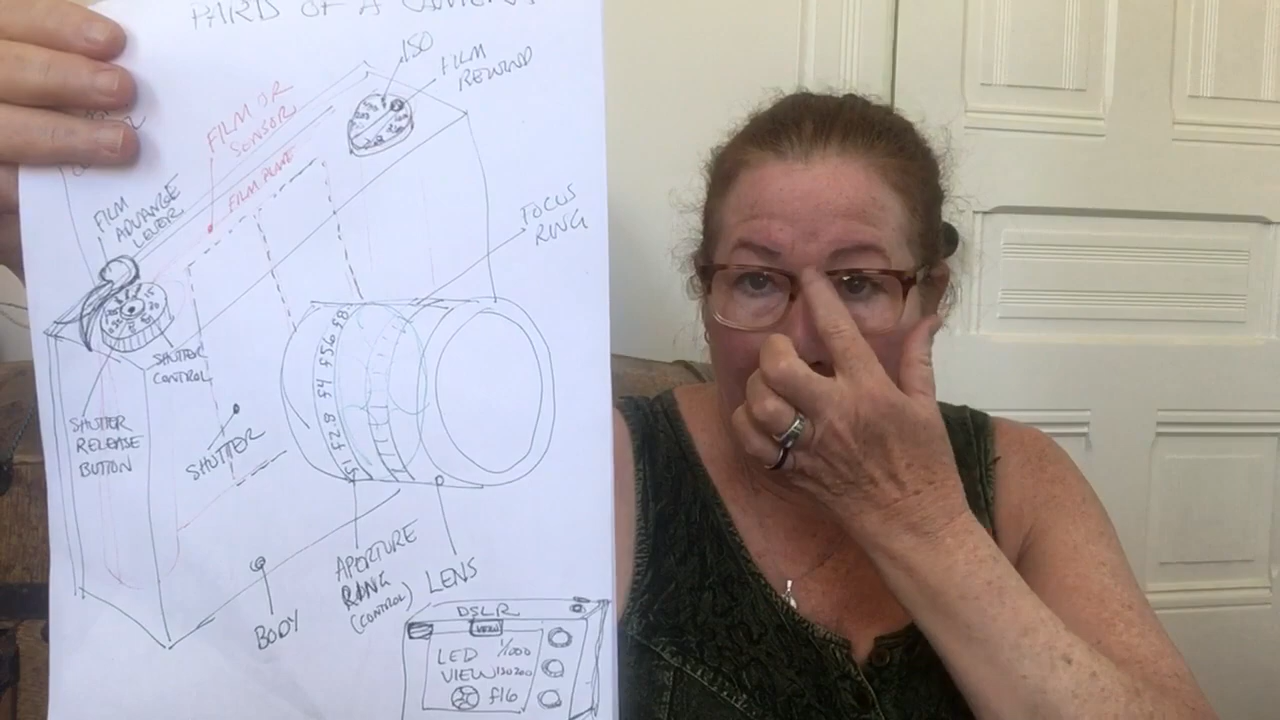 PARTS OF A CAMERA
ISO
FILM
REWIND
FILM OR
SENSOR
FILM PLANE
FILM
ADVANCE
LEVER
FOCUS
RING
SHUTTER
CONTROL
SHUTTER
RELEASE
BUTTON
SHUTTER
f2.8 f4 f5.6 f8
APERTURE
RING
(CONTROL)
LENS
BODY
DSLR
VIEW
LED 1/1000
VIEW ISO200
f16